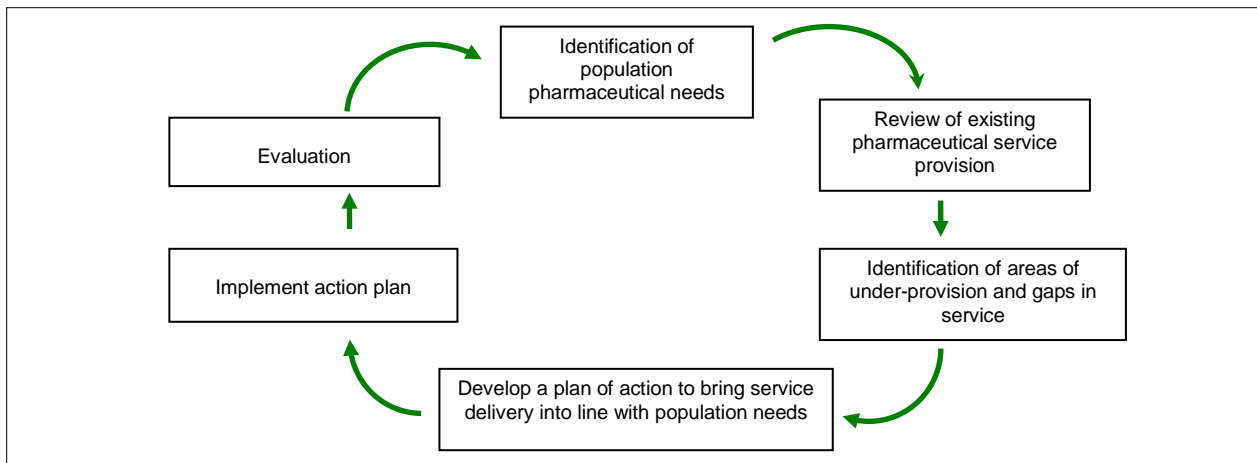 Identification of
population
pharmaceutical needs
Review of existing
pharmaceutical service
provision
Identification of areas of
under-provision and gaps in
service
Develop a plan of action to bring service
delivery into line with population needs
Implement action plan
Evaluation